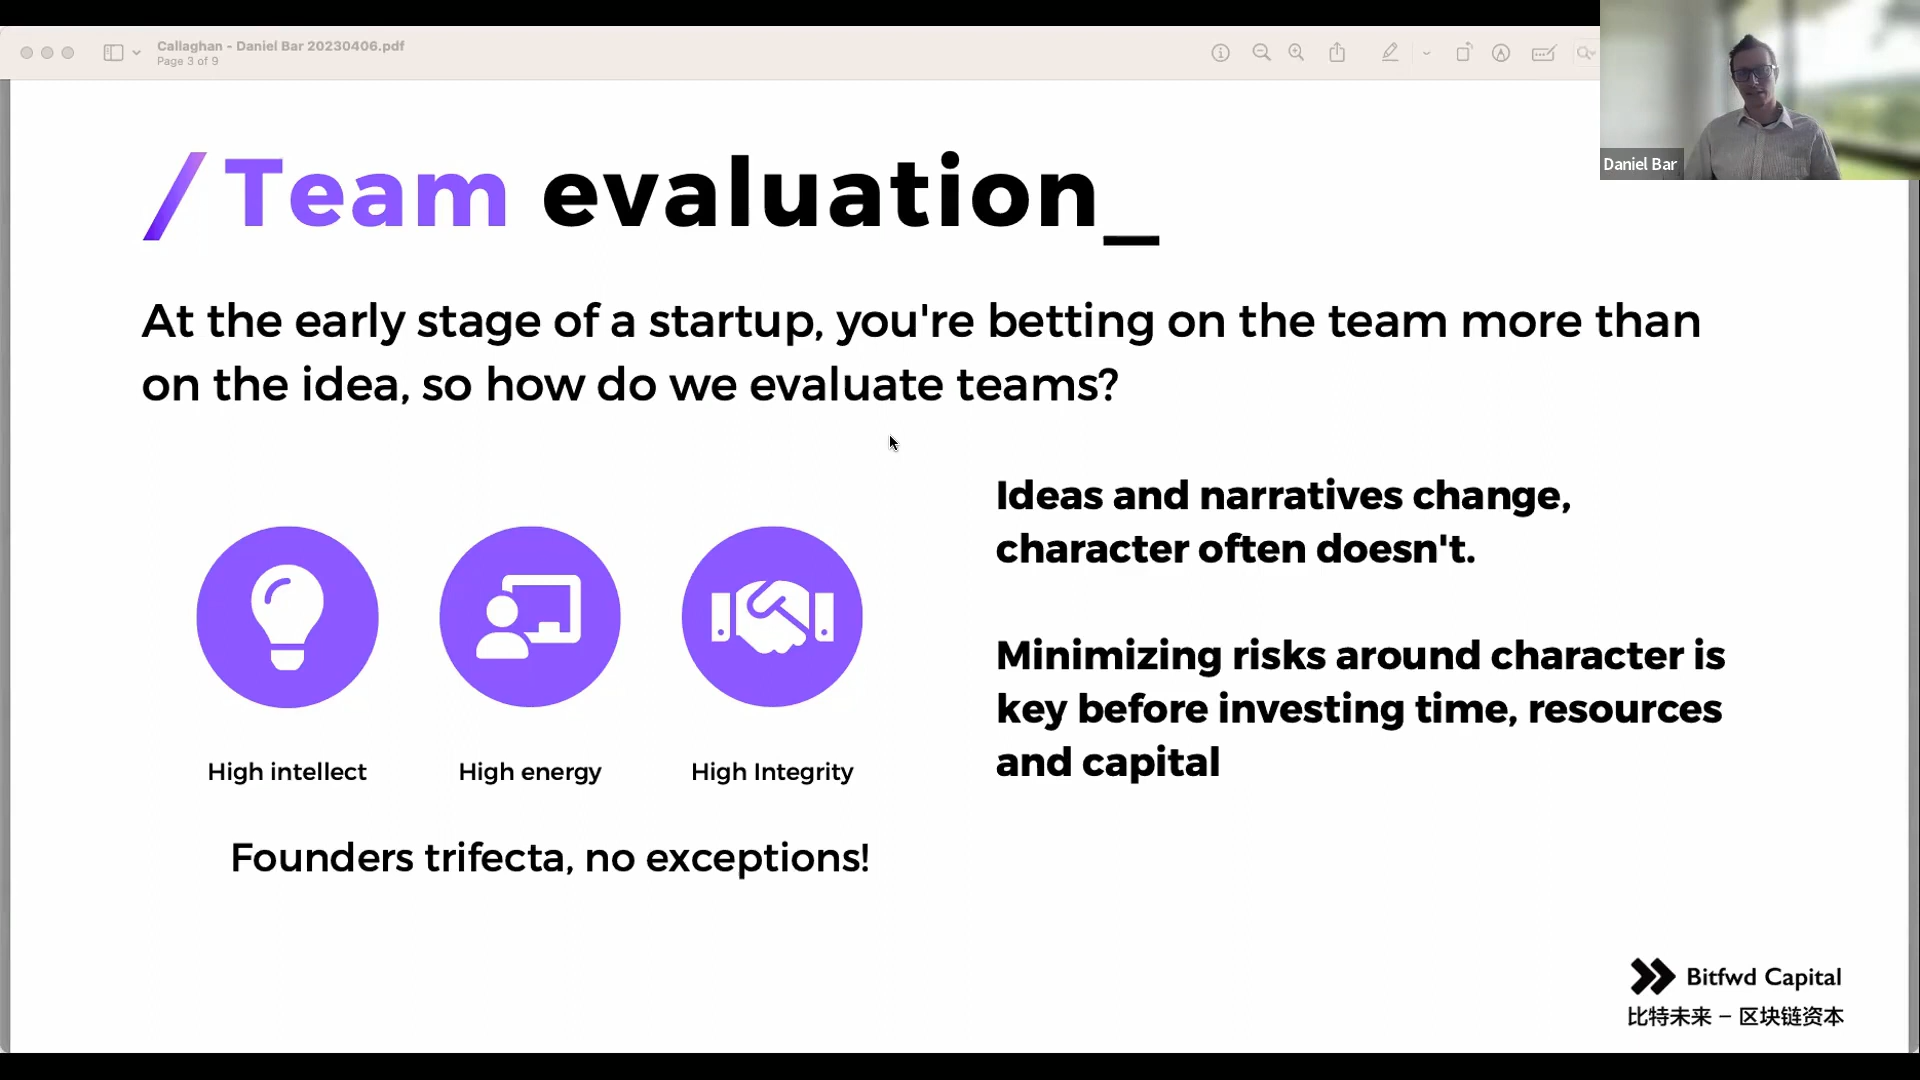 Callaghan - Daniel Bar 20230406.pdf
Page 3 of 9
Daniel Bar
/Team evaluation_
At the early stage of a startup, you're betting on the team more than
on the idea, so how do we evaluate teams?
Ideas and narratives change,
character often doesn't.
Minimizing risks around character is
key before investing time, resources
and capital
High intellect
High energy
High Integrity
Founders trifecta, no exceptions!
Bitfwd Capital
比特未来 – 区块链资本